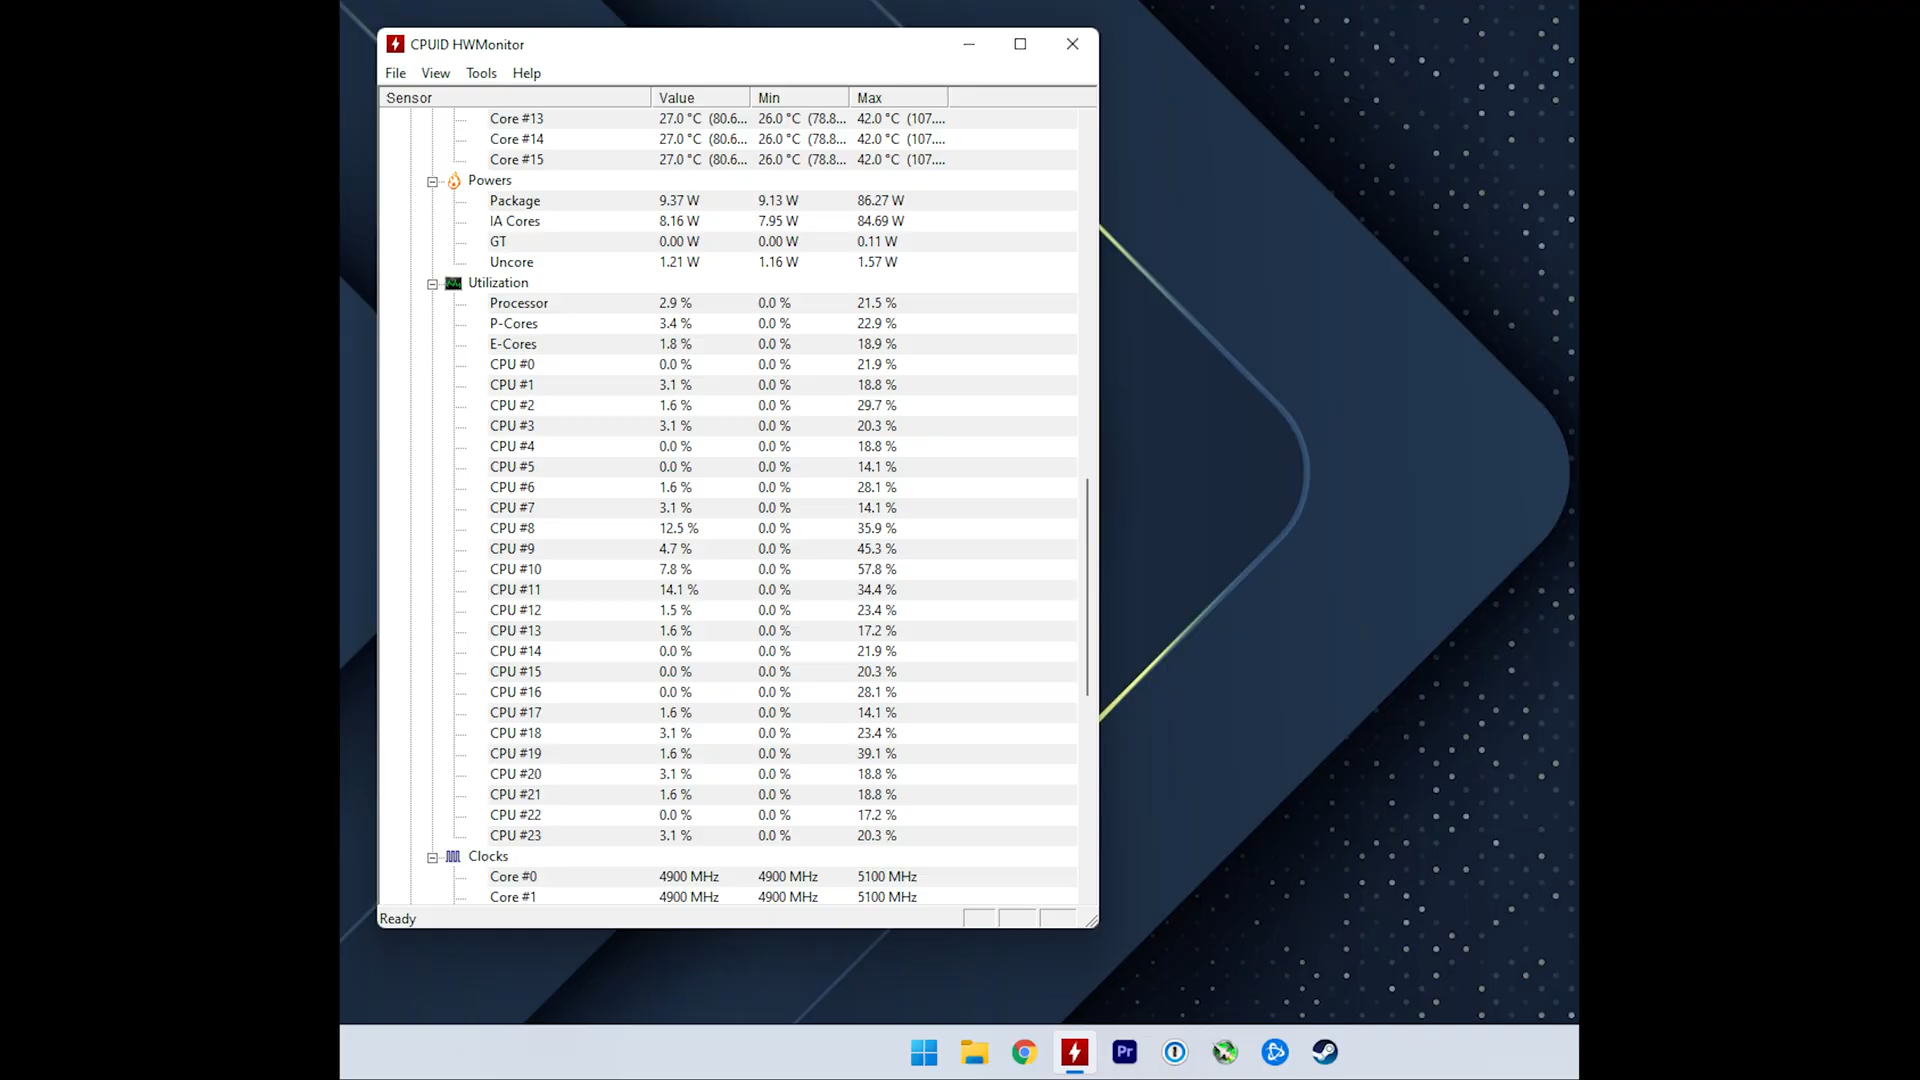 CPUID HWMonitor
File View Tools Help
Sensor Value Min Max
Core #13 27.0 °C (80.6... 26.0 °C (78.8... 42.0 °C (107....
Core #14 27.0 °C (80.6... 26.0 °C (78.8... 42.0 °C (107....
Core #15 27.0 °C (80.6... 26.0 °C (78.8... 42.0 °C (107....
Powers
Package 9.37 W 9.13 W 86.27 W
IA Cores 8.16 W 7.95 W 84.69 W
GT 0.00 W 0.00 W 0.11 W
Uncore 1.21 W 1.16 W 1.57 W
Utilization
Processor 2.9 % 0.0 % 21.5 %
P-Cores 3.4 % 0.0 % 22.9 %
E-Cores 1.8 % 0.0 % 18.9 %
CPU #0 0.0 % 0.0 % 21.9 %
CPU #1 3.1 % 0.0 % 18.8 %
CPU #2 1.6 % 0.0 % 29.7 %
CPU #3 3.1 % 0.0 % 20.3 %
CPU #4 0.0 % 0.0 % 18.8 %
CPU #5 0.0 % 0.0 % 14.1 %
CPU #6 1.6 % 0.0 % 28.1 %
CPU #7 3.1 % 0.0 % 14.1 %
CPU #8 12.5 % 0.0 % 35.9 %
CPU #9 4.7 % 0.0 % 45.3 %
CPU #10 7.8 % 0.0 % 57.8 %
CPU #11 14.1 % 0.0 % 34.4 %
CPU #12 1.5 % 0.0 % 23.4 %
CPU #13 1.6 % 0.0 % 17.2 %
CPU #14 0.0 % 0.0 % 21.9 %
CPU #15 0.0 % 0.0 % 20.3 %
CPU #16 0.0 % 0.0 % 28.1 %
CPU #17 1.6 % 0.0 % 14.1 %
CPU #18 3.1 % 0.0 % 23.4 %
CPU #19 1.6 % 0.0 % 39.1 %
CPU #20 3.1 % 0.0 % 18.8 %
CPU #21 1.6 % 0.0 % 18.8 %
CPU #22 0.0 % 0.0 % 17.2 %
CPU #23 3.1 % 0.0 % 20.3 %
Clocks
Core #0 4900 MHz 4900 MHz 5100 MHz
Core #1 4900 MHz 4900 MHz 5100 MHz
Ready
Pr